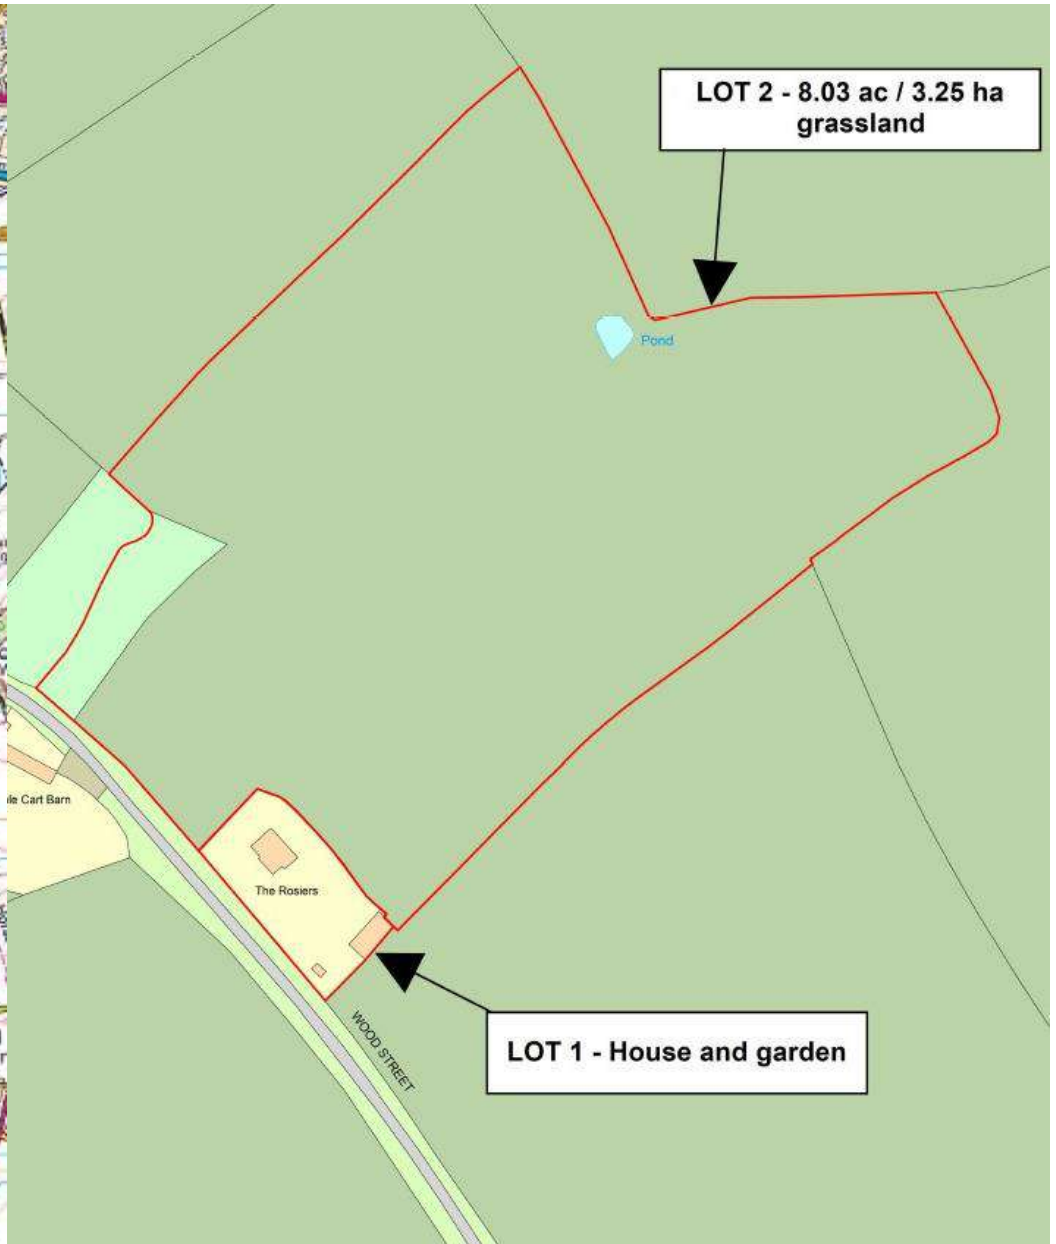 LOT 2 - 8.03 ac / 3.25 ha
grassland
Pond
Cart Barn
The Rosiers
WOOD STREET
LOT 1 - House and garden